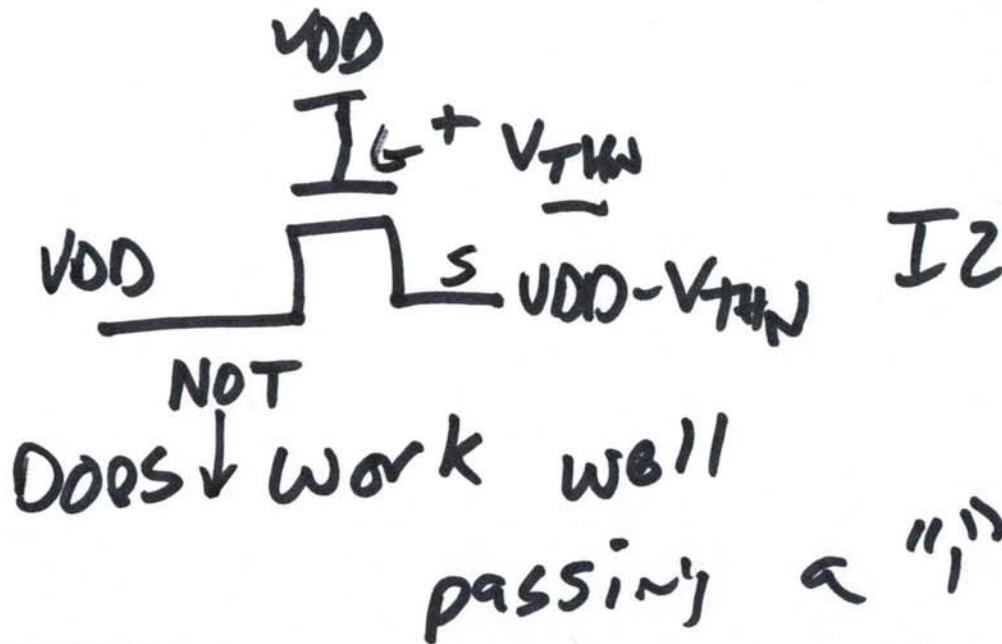 VDD
G + VTHN
VDD S VDD-VTHN I2
NOT
Does ↓ work well
passing a "1"